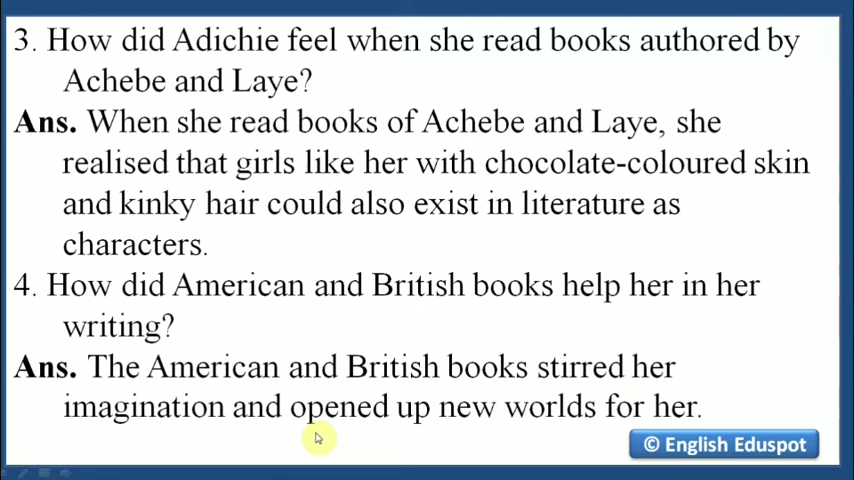 3. How did Adichie feel when she read books authored by
Achebe and Laye?
Ans. When she read books of Achebe and Laye, she
realised that girls like her with chocolate-coloured skin
and kinky hair could also exist in literature as
characters.
4. How did American and British books help her in her
writing?
Ans. The American and British books stirred her
imagination and opened up new worlds for her.
© English Eduspot